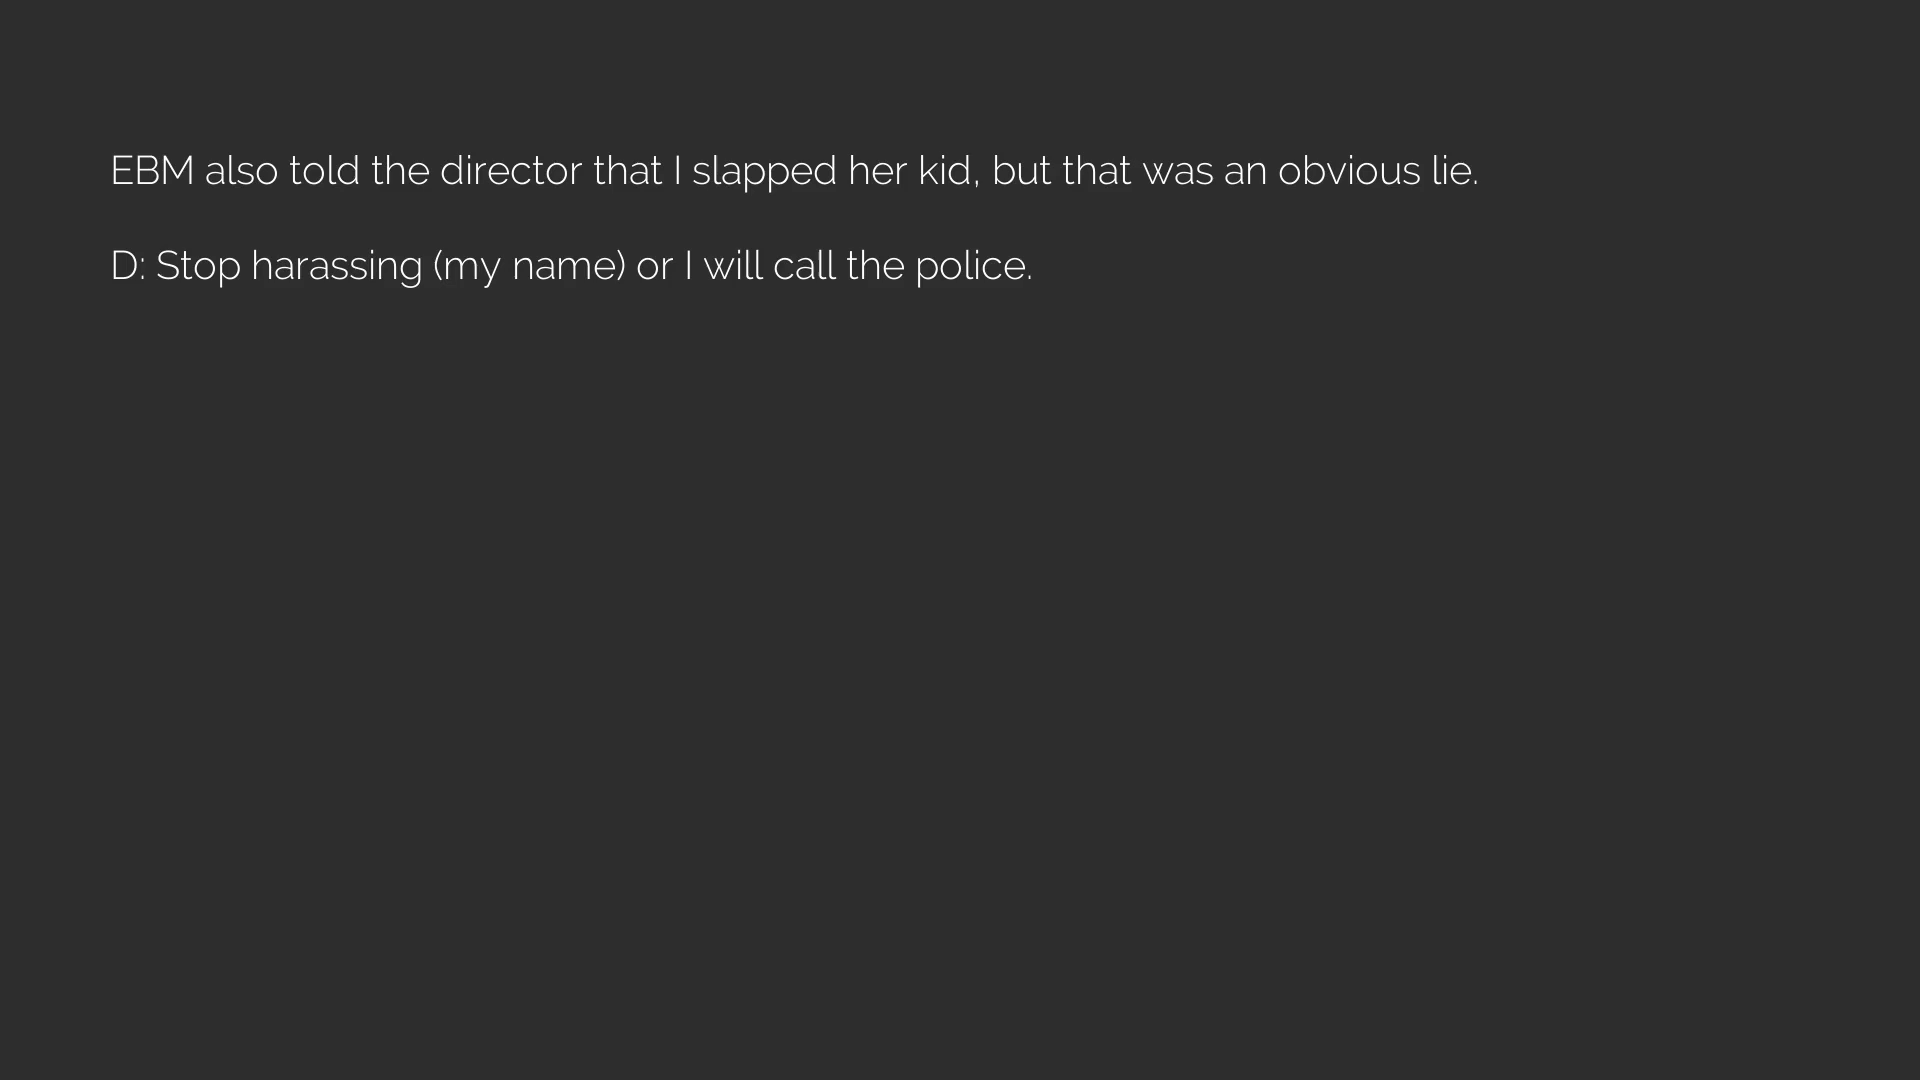 EBM also told the director that I slapped her kid, but that was an obvious lie.
D: Stop harassing (my name) or I will call the police.